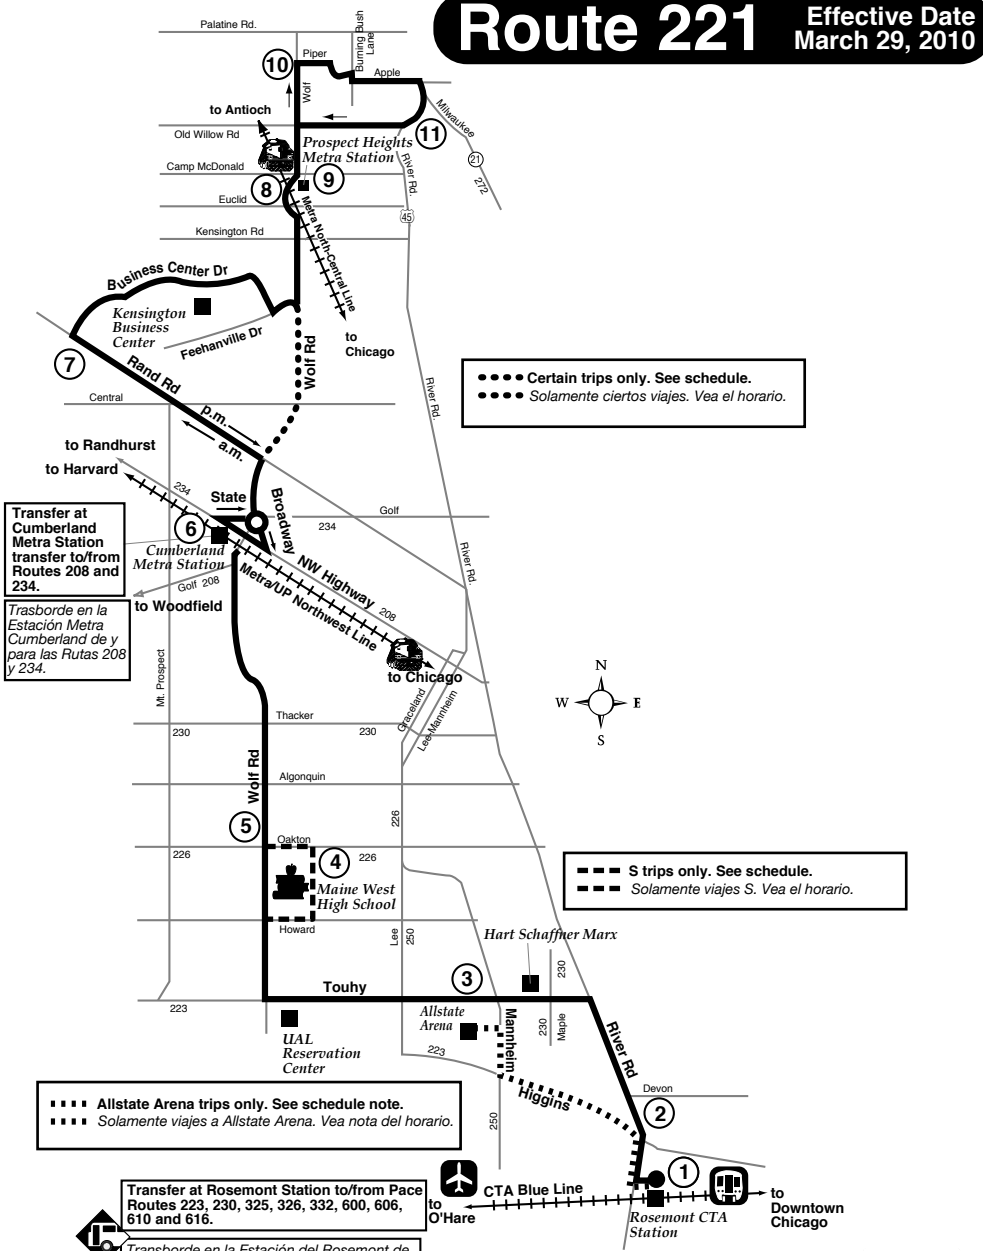 Route 221
Effective Date
March 29, 2010
Palatine Rd.
Burning Bush
Lane
10
Piper
Apple
Wolf
to Antioch
Milwaukee
Old Willow Rd
11
Prospect Heights
Metra Station
River Rd.
21
272
Camp McDonald
8
9
Euclid
45
Kensington Rd
Metra North-Central Line
Business Center Dr
Kensington
Business
Center
Feehanville Dr
to
Chicago
Wolf Rd
7
Rand Rd
Certain trips only. See schedule.
Solamente ciertos viajes. Vea el horario.
River Rd.
Central
p.m.
a.m.
to Randhurst
to Harvard
234
State
Broadway
Golf
234
Transfer at
Cumberland
Metra Station
transfer to/from
Routes 208 and
234.
6
Cumberland
Metra Station
NW Highway
River Rd.
Golf 208
Metra/UP Northwest Line
208
to Woodfield
Trasborde en la
Estación Metra
Cumberland de y
para las Rutas 208
y 234.
to Chicago
Mt. Prospect
Graceland
Lee-Mannheim
N
W
E
S
Thacker
230
230
Wolf Rd
Algonquin
5
226
Oakton
226
226
4
Maine West
High School
S trips only. See schedule.
Solamente viajes S. Vea el horario.
Howard
Lee
250
Hart Schaffner Marx
230
3
Touhy
223
Allstate
Arena
Mannheim
230
Maple
UAL
Reservation
Center
223
River Rd
Higgins
Devon
Allstate Arena trips only. See schedule note.
Solamente viajes a Allstate Arena. Vea nota del horario.
250
2
1
Transfer at Rosemont Station to/from Pace
Routes 223, 230, 325, 326, 332, 600, 606,
610 and 616.
to
O'Hare
CTA Blue Line
to
Downtown
Chicago
Rosemont CTA
Station
Transborde en la Estación del Rosemont de